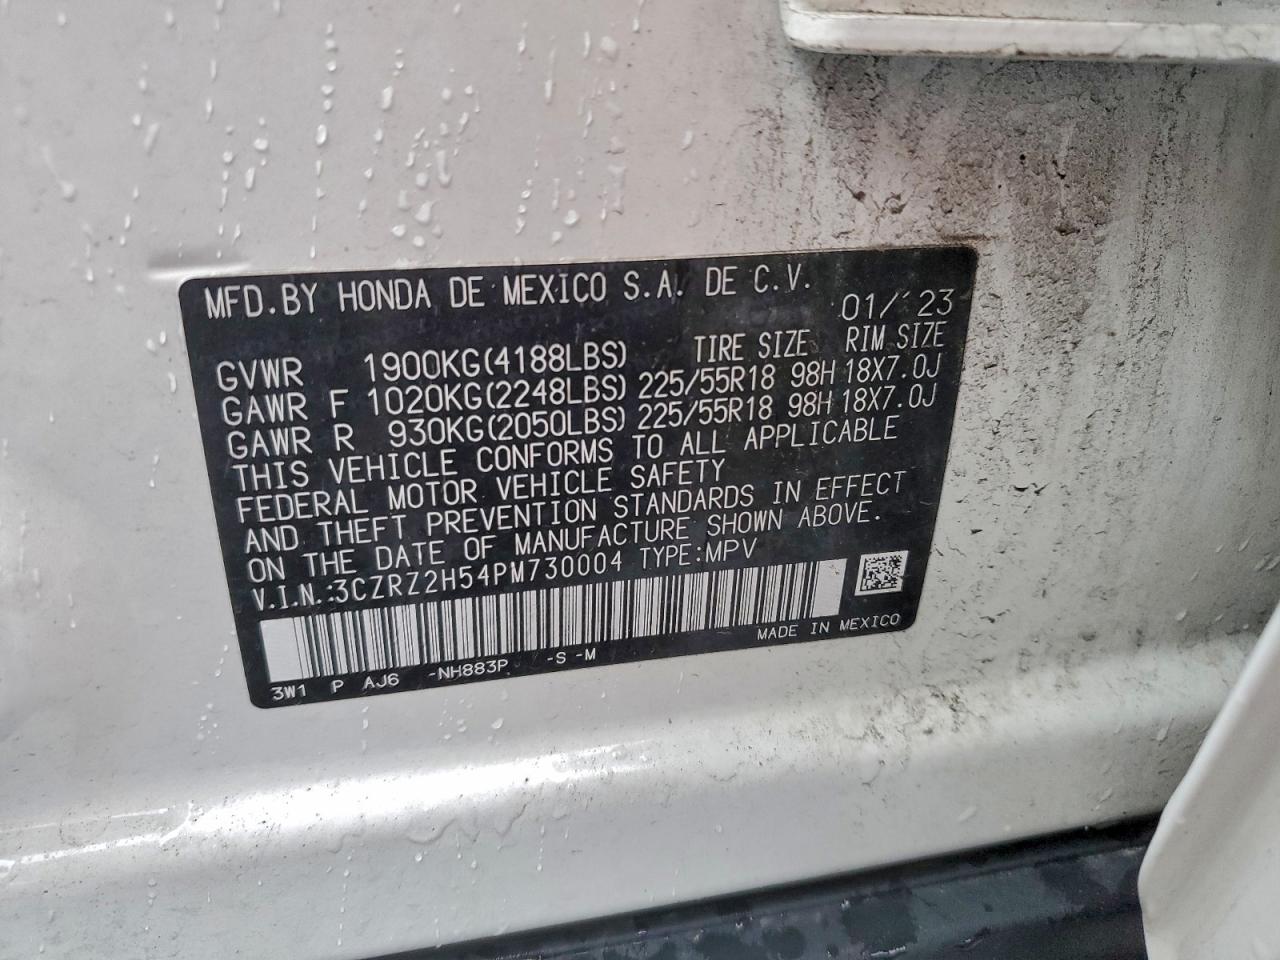 MFD.BY HONDA DE MEXICO S.A. DE C.V.
01/'23
GVWR 1900KG(4188LBS) TIRE SIZE RIM SIZE
GAWR F 1020KG(2248LBS) 225/55R18 98H 18X7.0J
GAWR R 930KG(2050LBS) 225/55R18 98H 18X7.0J
THIS VEHICLE CONFORMS TO ALL APPLICABLE
FEDERAL MOTOR VEHICLE SAFETY
AND THEFT PREVENTION STANDARDS IN EFFECT
ON THE DATE OF MANUFACTURE SHOWN ABOVE.
V.I.N.:3CZRZ2H54PM730004 TYPE:MPV
MADE IN MEXICO
3W1 P AJ6 -NH883P -S -M